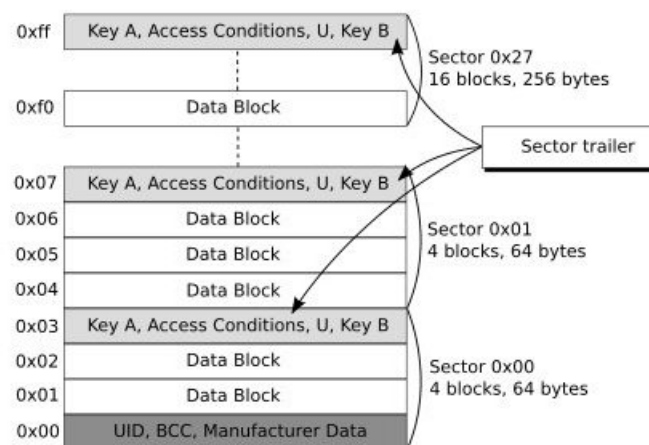 0xff Key A, Access Conditions, U, Key B
Sector 0x27
16 blocks, 256 bytes
0xf0 Data Block
Sector trailer
0x07 Key A, Access Conditions, U, Key B
0x06 Data Block
Sector 0x01
4 blocks, 64 bytes
0x05 Data Block
0x04 Data Block
0x03 Key A, Access Conditions, U, Key B
0x02 Data Block
Sector 0x00
4 blocks, 64 bytes
0x01 Data Block
0x00 UID, BCC, Manufacturer Data